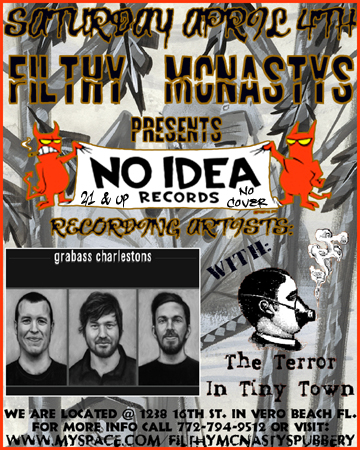 SATURDAY APRIL 4TH
FILTHY MCNASTYS
PRESENTS
NO IDEA
RECORDS
21 & UP
NO COVER
RECORDING ARTISTS:
grabass charlestons
WITH:
The Terror
In Tiny Town
WE ARE LOCATED @ 1238 16TH ST. IN VERO BEACH FL.
FOR MORE INFO CALL 772-794-9512 OR VISIT:
WWW.MYSPACE.COM FILTHYMCNASTYSPUBBERY